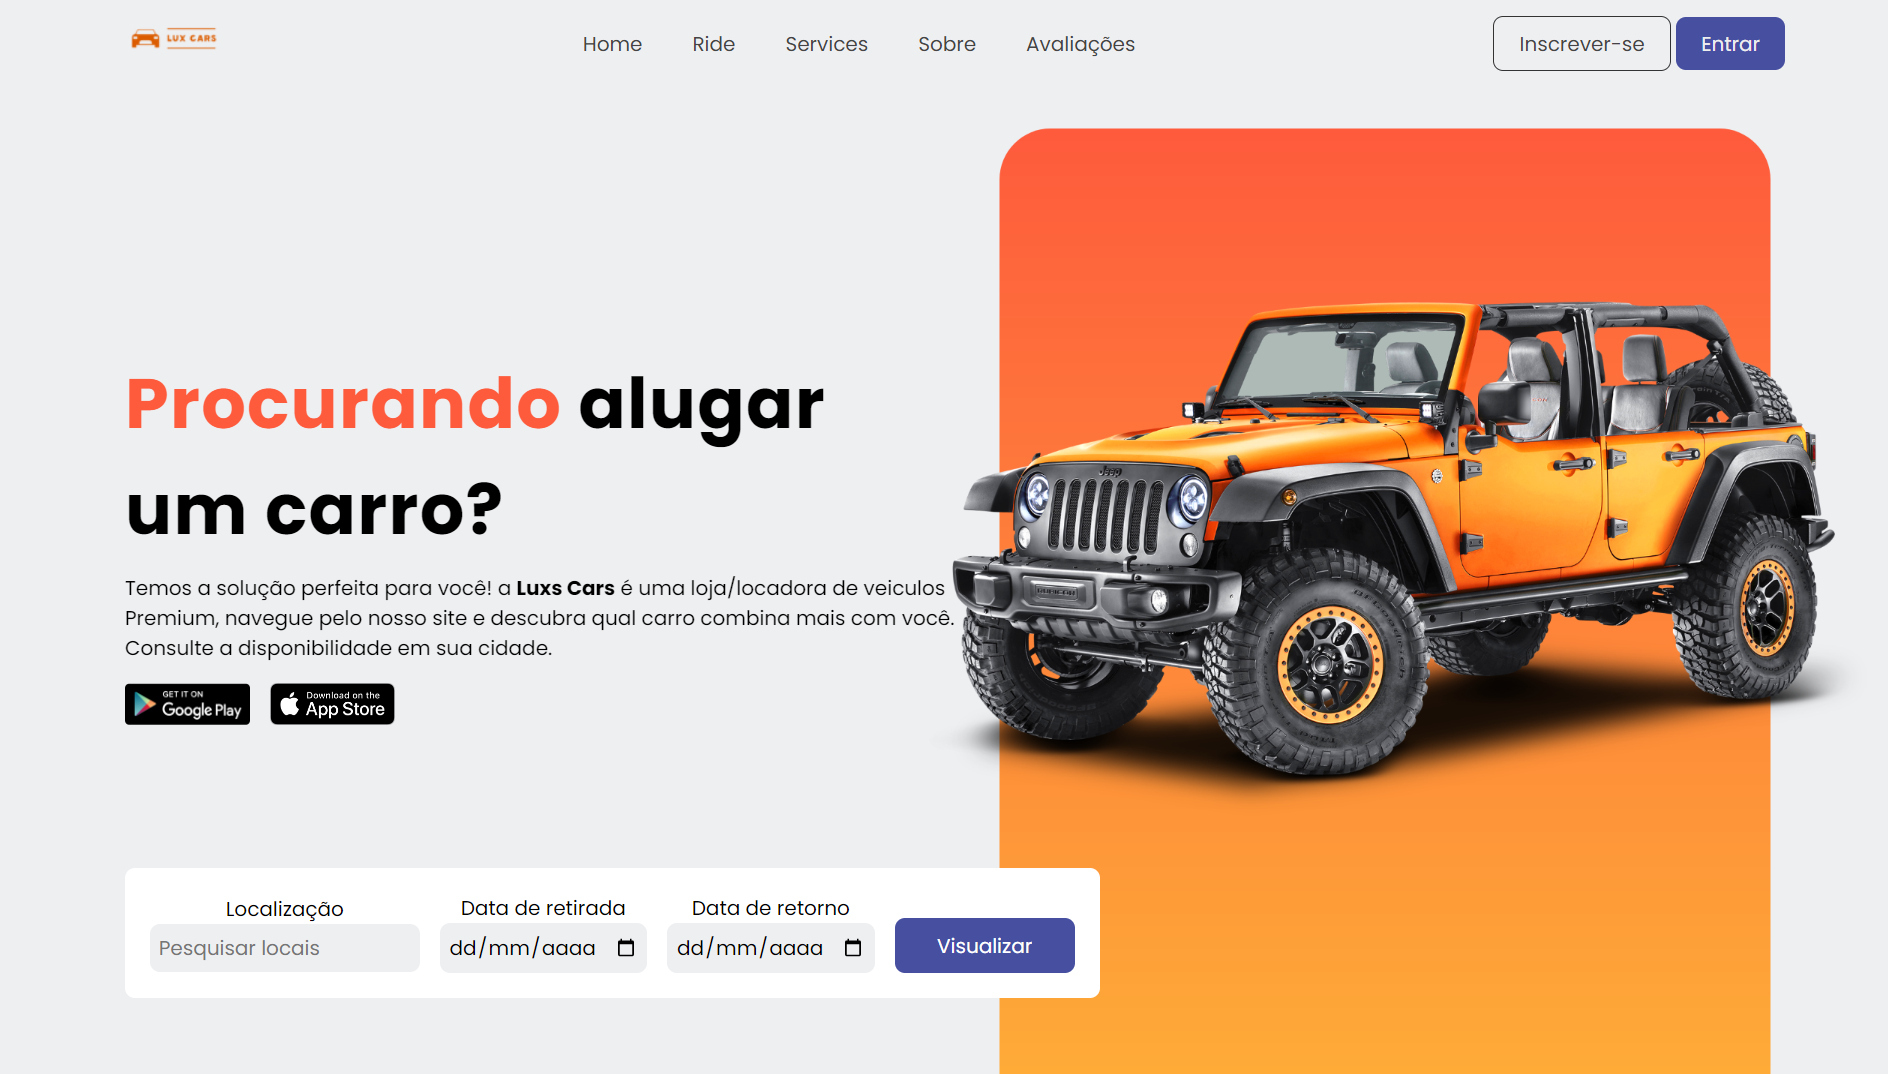 LUX CARS
Home Ride Services Sobre Avaliações
Inscrever-se Entrar
Procurando alugar
um carro?
Temos a solução perfeita para você! a Luxs Cars é uma loja/locadora de veiculos
Premium, navegue pelo nosso site e descubra qual carro combina mais com você.
Consulte a disponibilidade em sua cidade.
GET IT ON
Google Play
Download on the
App Store
Jeep
RUBICON
Localização Data de retirada Data de retorno
Pesquisar locais dd/mm/aaaa dd/mm/aaaa Visualizar